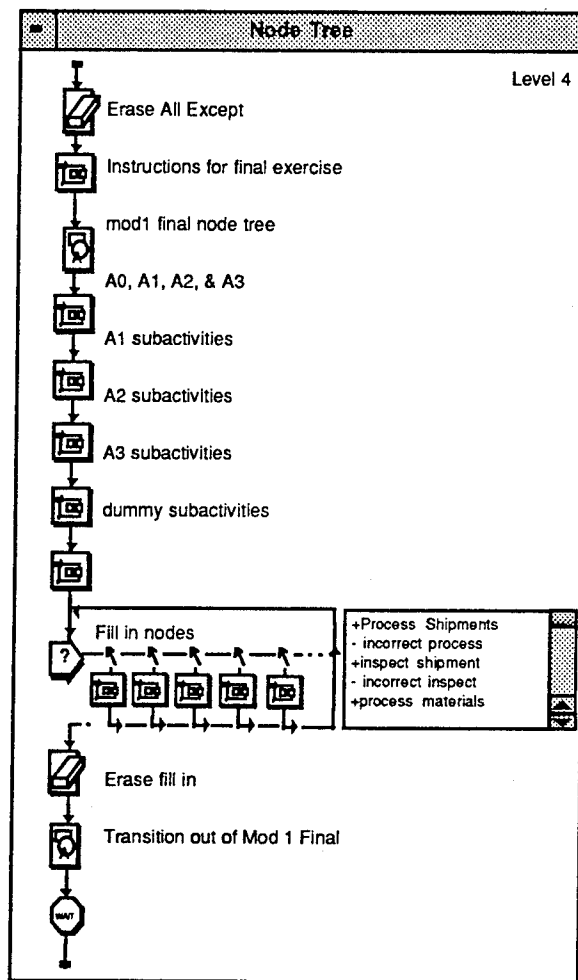 Node Tree
Level 4
Erase All Except
Instructions for final exercise
mod1 final node tree
A0, A1, A2, & A3
A1 subactivities
A2 subactivities
A3 subactivities
dummy subactivities
Fill in nodes
?
+Process Shipments
- incorrect process
+inspect shipment
- incorrect inspect
+process materials
Erase fill in
Transition out of Mod 1 Final
WAIT